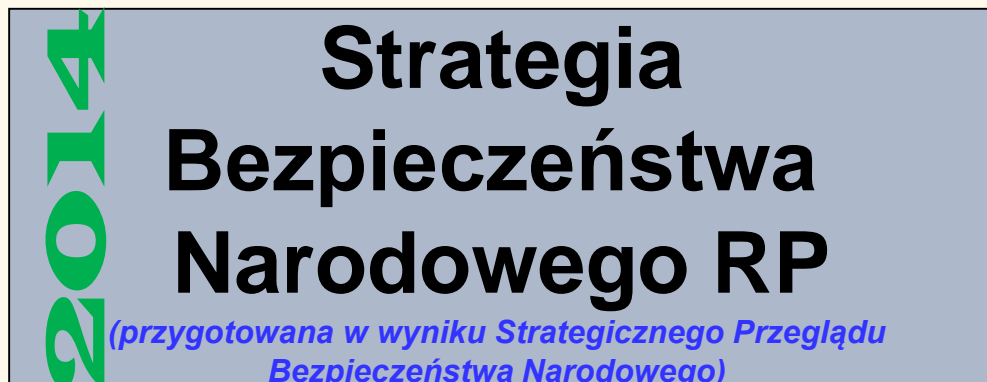 2014
Strategia
Bezpieczeństwa
Narodowego RP
(przygotowana w wyniku Strategicznego Przeglądu
Bezpieczeństwa Narodowego)